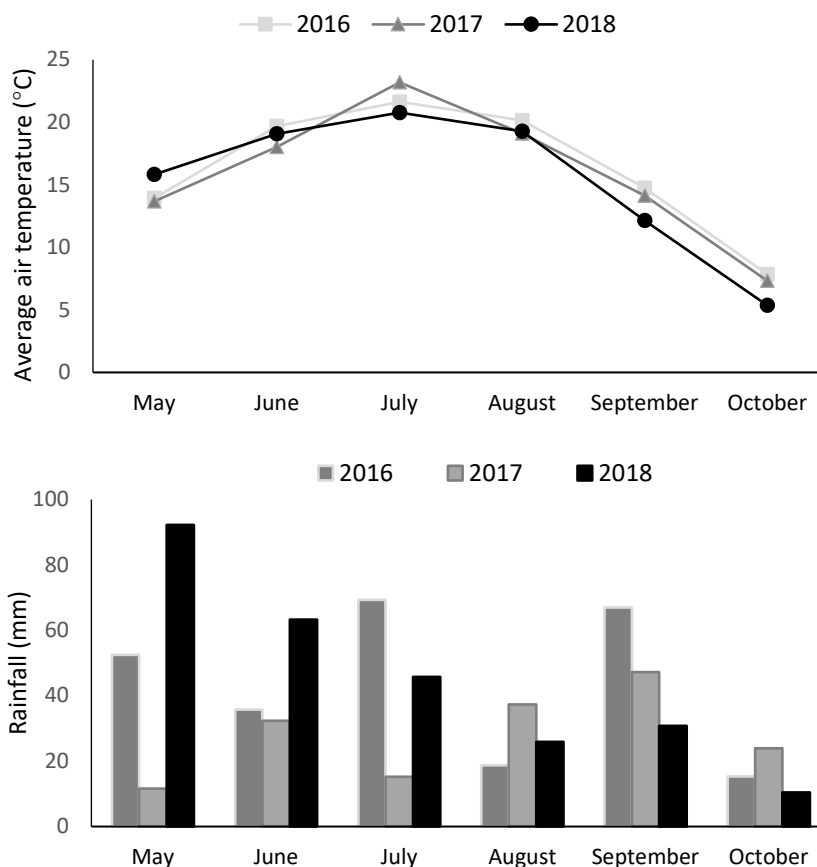 2016 2017 2018
Average air temperature (°C)
25
20
15
10
5
0
May June July August September October
2016 2017 2018
Rainfall (mm)
100
80
60
40
20
0
May June July August September October